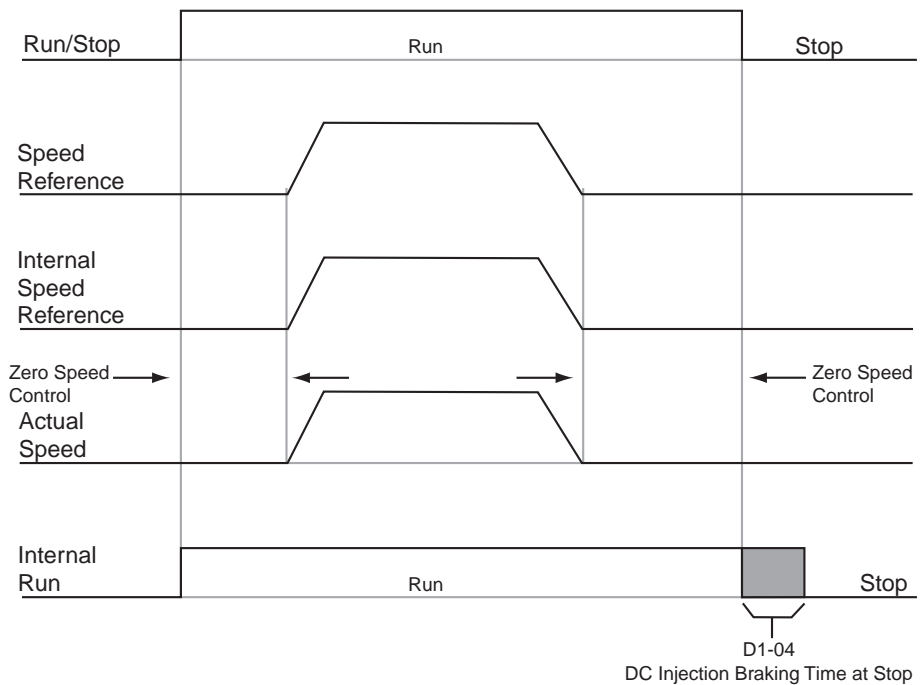 Run/Stop
Run
Stop
Speed
Reference
Internal
Speed
Reference
Zero Speed
Control
Zero Speed
Control
Actual
Speed
Internal
Run
Run
Stop
D1-04
DC Injection Braking Time at Stop